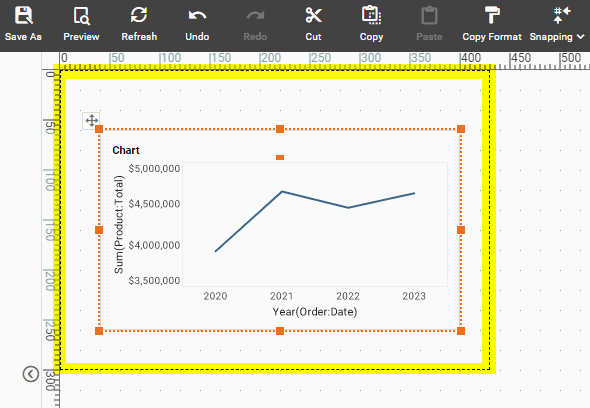 Save As Preview Refresh Undo Redo Cut Copy Paste Copy Format Snapping
0 50 100 150 200 250 300 350 400 450 500
0
50
100
150
200
250
300
Chart
$5,000,000
$4,500,000
$4,000,000
$3,500,000
Sum(Product:Total)
2020 2021 2022 2023
Year(Order:Date)